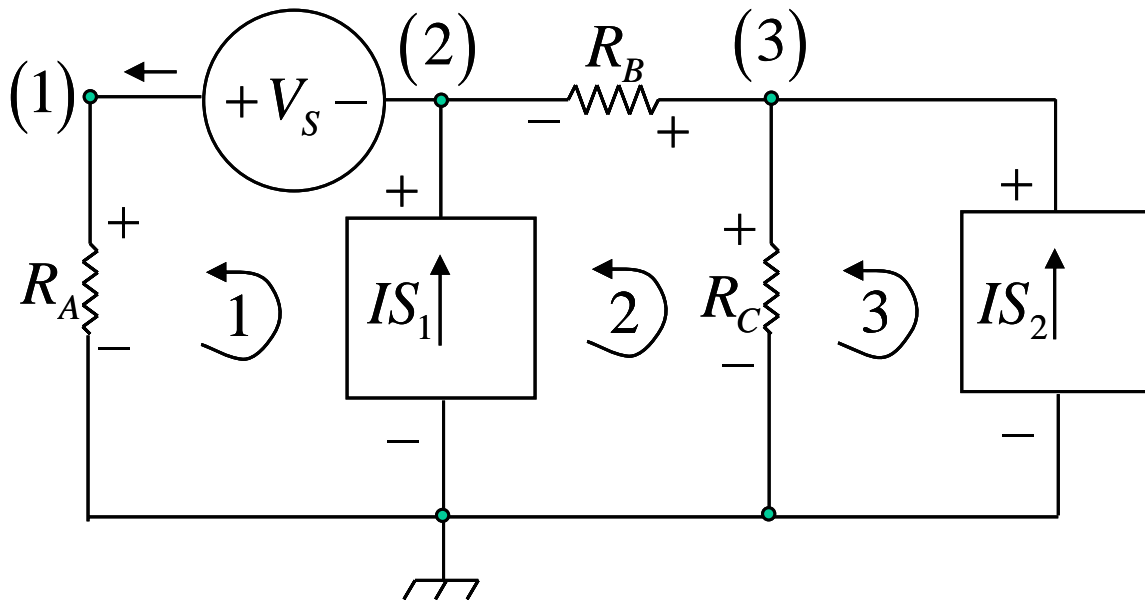 (1)
+ V_S −
(2)
R_B
(3)
− +
+
+
+
+
R_A
1
IS_1
2
R_C
3
IS_2
−
−
−
−